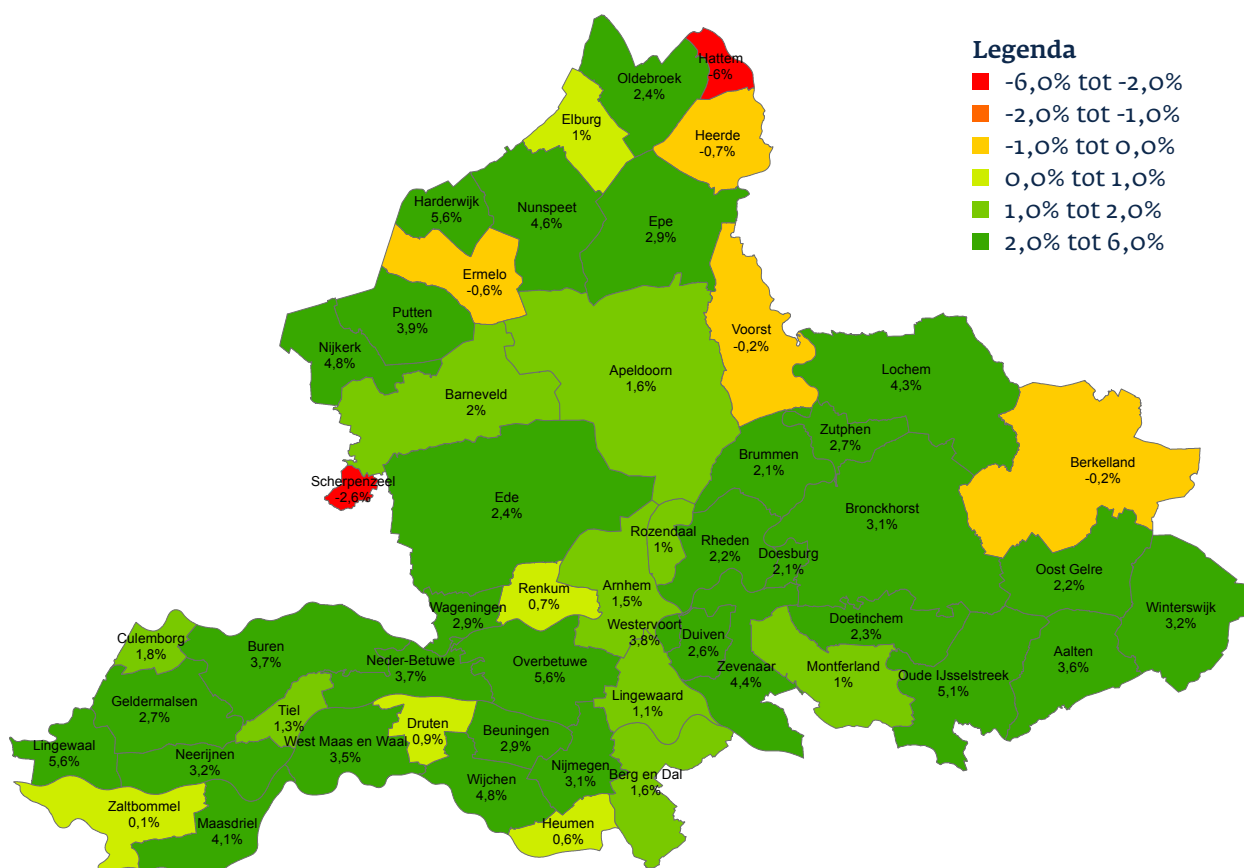 Legenda
-6,0% tot -2,0%
-2,0% tot -1,0%
-1,0% tot 0,0%
0,0% tot 1,0%
1,0% tot 2,0%
2,0% tot 6,0%
Hattem
-6%
Oldebroek
2,4%
Elburg
1%
Heerde
-0,7%
Harderwijk
5,6%
Nunspeet
4,6%
Epe
2,9%
Ermelo
-0,6%
Putten
3,9%
Voorst
-0,2%
Nijkerk
4,8%
Apeldoorn
1,6%
Lochem
4,3%
Barneveld
2%
Zutphen
2,7%
Brummen
2,1%
Berkelland
-0,2%
Scherpenzeel
-2,6%
Ede
2,4%
Bronckhorst
3,1%
Rozendaal
1%
Rheden
2,2%
Doesburg
2,1%
Oost Gelre
2,2%
Renkum
0,7%
Arnhem
1,5%
Wageningen
2,9%
Winterswijk
3,2%
Westervoort
3,8%
Duiven
2,6%
Doetinchem
2,3%
Culemborg
1,8%
Buren
3,7%
Neder-Betuwe
3,7%
Overbetuwe
5,6%
Zevenaar
4,4%
Montferland
1%
Oude IJsselstreek
5,1%
Aalten
3,6%
Geldermalsen
2,7%
Tiel
1,3%
Lingewaard
1,1%
Druten
0,9%
Beuningen
2,9%
Lingewaal
5,6%
Neerijnen
3,2%
West Maas en Waal
3,5%
Wijchen
4,8%
Nijmegen
3,1%
Berg en Dal
1,6%
Zaltbommel
0,1%
Maasdriel
4,1%
Heumen
0,6%